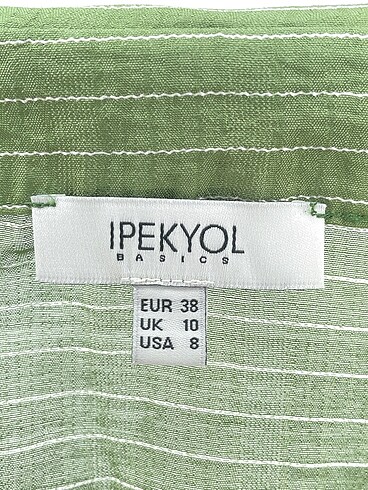 IPEKYOL
BASICS
EUR 38
UK 10
USA 8